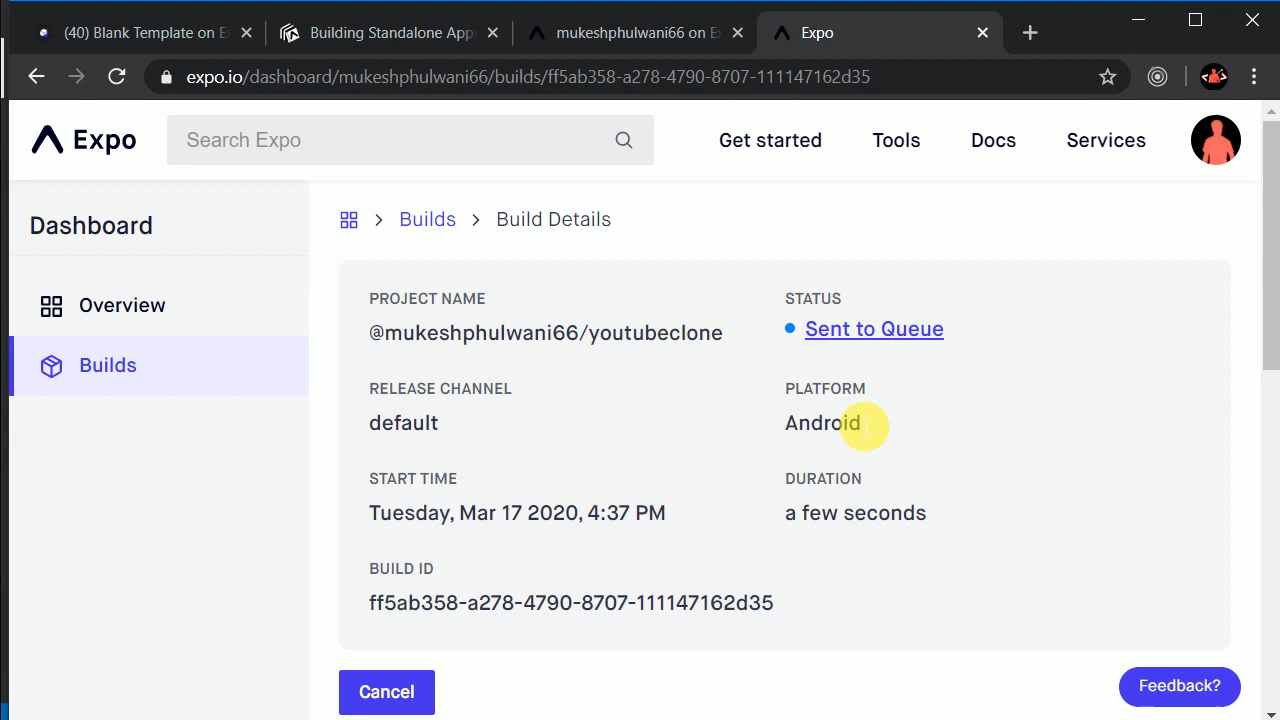 (40) Blank Template on E
Building Standalone App
mukeshphulwani66 on E
Expo
expo.io/dashboard/mukeshphulwani66/builds/ff5ab358-a278-4790-8707-111147162d35
Expo
Search Expo
Get started
Tools
Docs
Services
Dashboard
Overview
Builds
Builds > Build Details
PROJECT NAME
@mukeshphulwani66/youtubeclone
STATUS
Sent to Queue
RELEASE CHANNEL
default
PLATFORM
Android
START TIME
Tuesday, Mar 17 2020, 4:37 PM
DURATION
a few seconds
BUILD ID
ff5ab358-a278-4790-8707-111147162d35
Cancel
Feedback?